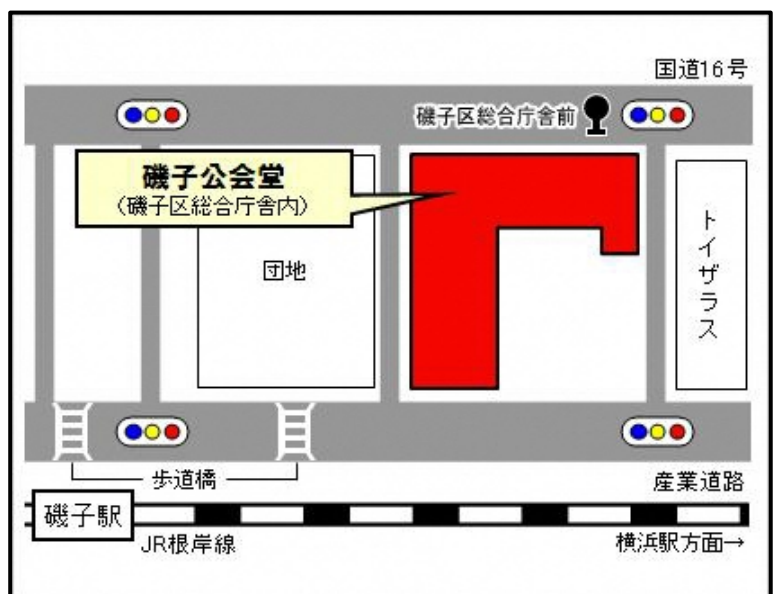 国道16号
磯子区総合庁舎前
磯子公会堂
（磯子区総合庁舎内）
団地
トイザラス
歩道橋
産業道路
磯子駅
JR根岸線
横浜駅方面→